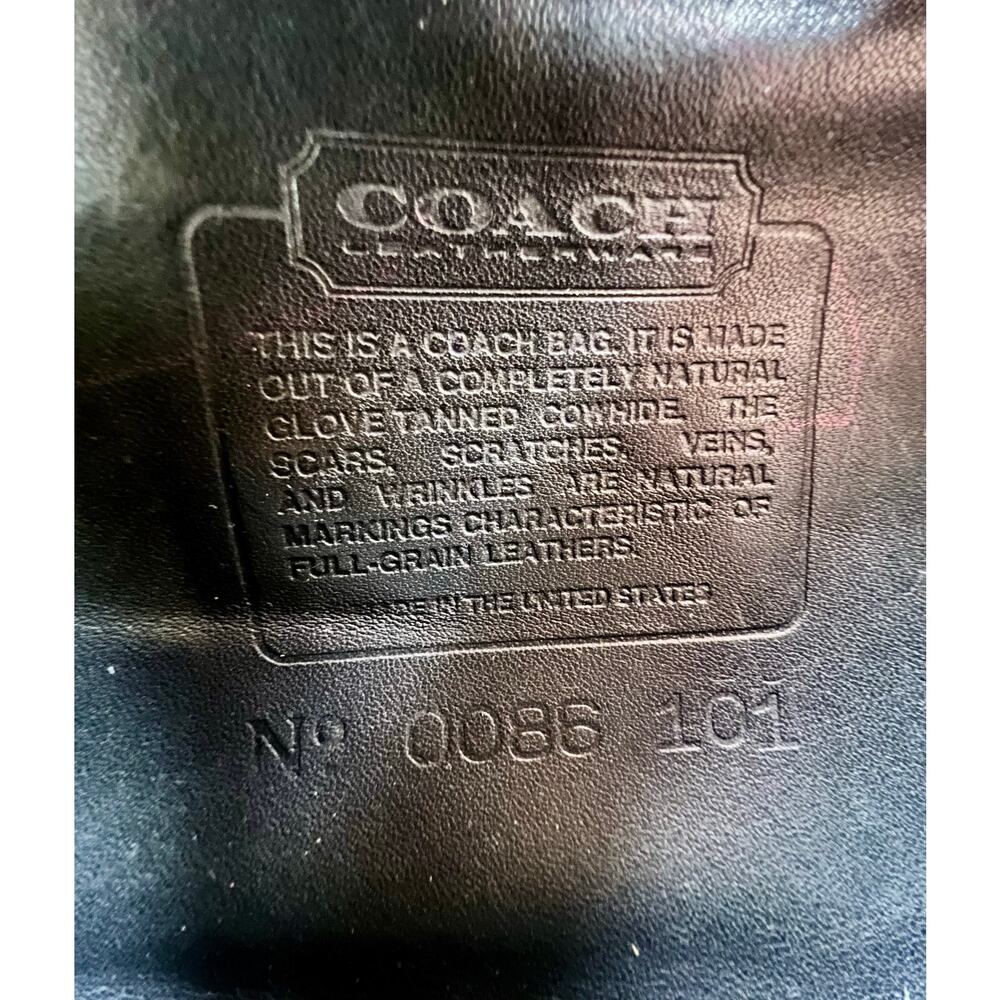 COACH
LEATHERWARE
THIS IS A COACH BAG. IT IS MADE
OUT OF A COMPLETELY NATURAL
GLOVE TANNED COWHIDE. THE
SCARS, SCRATCHES, VEINS,
AND WRINKLES ARE NATURAL
MARKINGS CHARACTERISTIC OF
FULL-GRAIN LEATHERS.
MADE IN THE UNITED STATES
Nº 0086 101